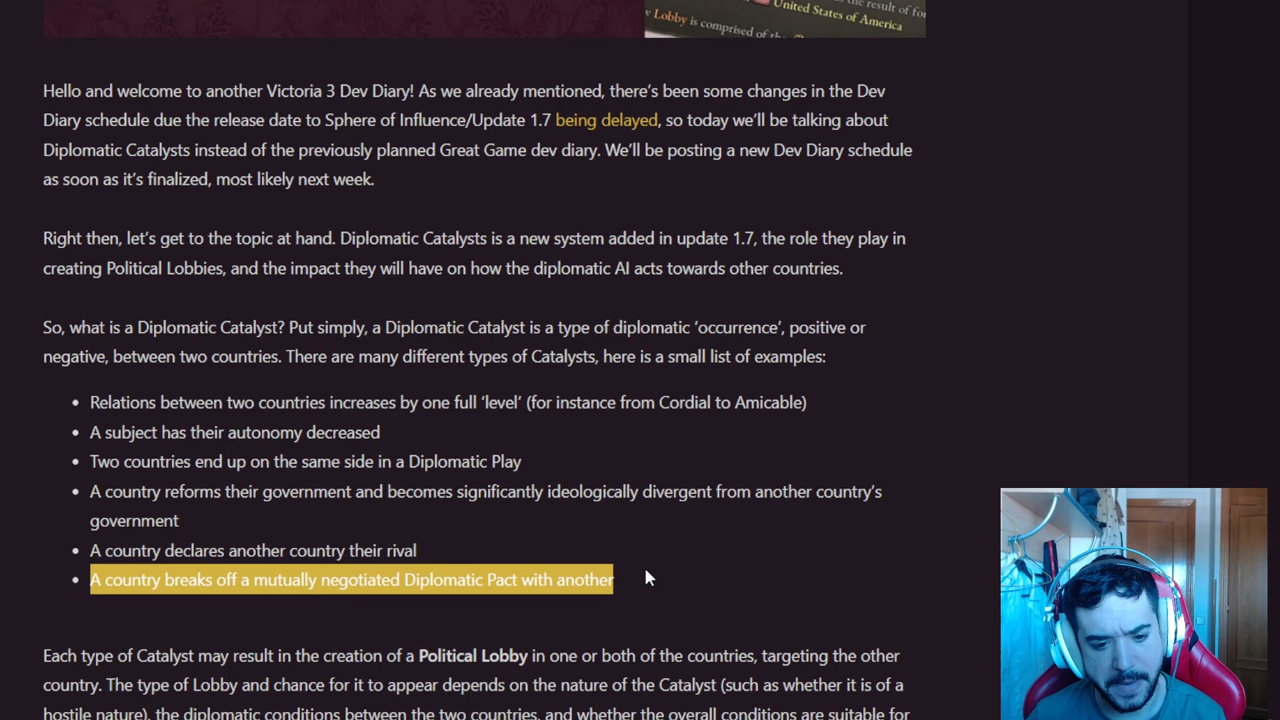 the result of for
United States of America
Lobby is comprised of the
Hello and welcome to another Victoria 3 Dev Diary! As we already mentioned, there's been some changes in the Dev
Diary schedule due the release date to Sphere of Influence/Update 1.7 being delayed, so today we'll be talking about
Diplomatic Catalysts instead of the previously planned Great Game dev diary. We'll be posting a new Dev Diary schedule
as soon as it's finalized, most likely next week.
Right then, let's get to the topic at hand. Diplomatic Catalysts is a new system added in update 1.7, the role they play in
creating Political Lobbies, and the impact they will have on how the diplomatic AI acts towards other countries.
So, what is a Diplomatic Catalyst? Put simply, a Diplomatic Catalyst is a type of diplomatic 'occurrence', positive or
negative, between two countries. There are many different types of Catalysts, here is a small list of examples:
• Relations between two countries increases by one full 'level' (for instance from Cordial to Amicable)
• A subject has their autonomy decreased
• Two countries end up on the same side in a Diplomatic Play
• A country reforms their government and becomes significantly ideologically divergent from another country's
government
• A country declares another country their rival
• A country breaks off a mutually negotiated Diplomatic Pact with another
Each type of Catalyst may result in the creation of a Political Lobby in one or both of the countries, targeting the other
country. The type of Lobby and chance for it to appear depends on the nature of the Catalyst (such as whether it is of a
hostile nature), the diplomatic conditions between the two countries, and whether the overall conditions are suitable for